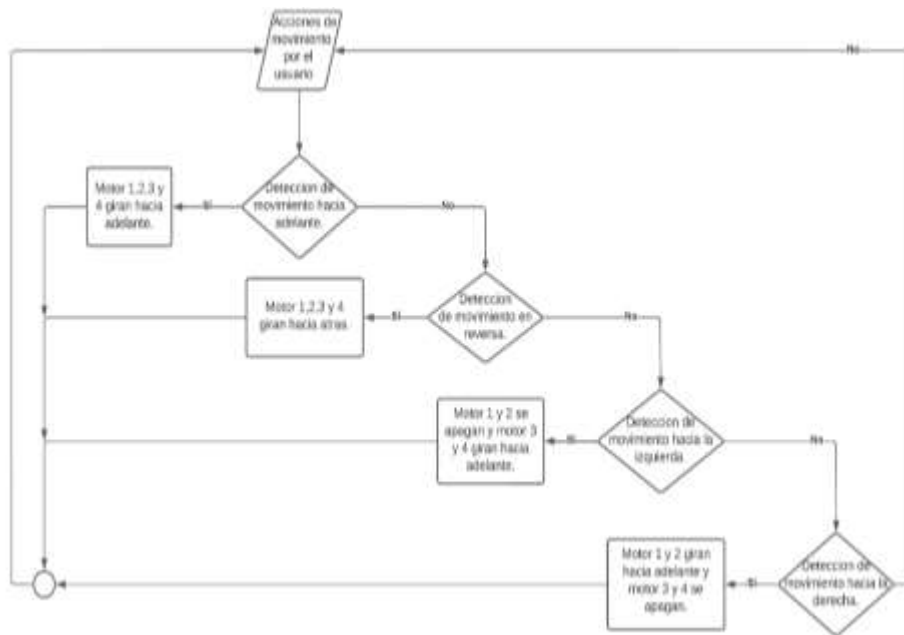 Acciones de
movimiento
por el
usuario
No
Motor 1,2,3 y
4 giran hacia
adelante.
Si
Deteccion de
movimiento hacia
adelante.
No
Motor 1,2,3 y 4
giran hacia atras.
Si
Deteccion
de movimiento en
reversa.
No
Motor 1 y 2 se
apagan y motor 3
y 4 giran hacia
adelante.
Si
Deteccion de
movimiento hacia la
izquierda.
No
Motor 1 y 2 giran
hacia adelante y
motor 3 y 4 se
apagan.
Si
Deteccion de
movimiento hacia la
derecha.